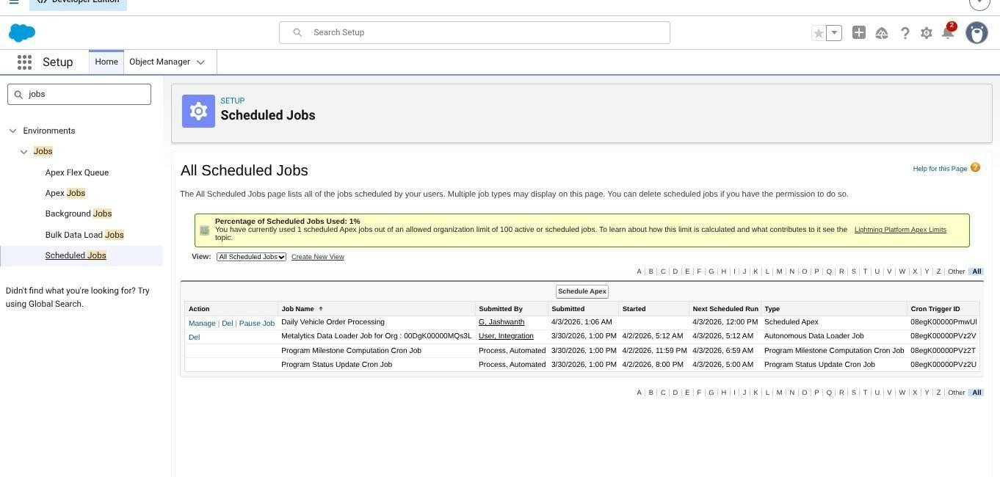 Developer Edition
Search Setup
2
Setup
Home
Object Manager
jobs
Environments
Jobs
Apex Flex Queue
Apex Jobs
Background Jobs
Bulk Data Load Jobs
Scheduled Jobs
Didn't find what you're looking for? Try
using Global Search.
SETUP
Scheduled Jobs
All Scheduled Jobs
Help for this Page ?
The All Scheduled Jobs page lists all of the jobs scheduled by your users. Multiple job types may display on this page. You can delete scheduled jobs if you have the permission to do so.
Percentage of Scheduled Jobs Used: 1%
You have currently used 1 scheduled Apex jobs out of an allowed organization limit of 100 active or scheduled jobs. To learn about how this limit is calculated and what contributes to it see the Lightning Platform Apex Limits
topic.
View: All Scheduled Jobs Create New View
A | B | C | D | E | F | G | H | I | J | K | L | M | N | O | P | Q | R | S | T | U | V | W | X | Y | Z | Other | All
Schedule Apex
Action Job Name ↑ Submitted By Submitted Started Next Scheduled Run Type Cron Trigger ID
Manage | Del | Pause Job Daily Vehicle Order Processing G, Jashwanth 4/3/2026, 1:06 AM 4/3/2026, 12:00 PM Scheduled Apex 08egK00000PmwUl
Del Metalytics Data Loader Job for Org : 00DgK00000MQs3L User, Integration 3/30/2026, 1:00 PM 4/2/2026, 5:12 AM 4/3/2026, 5:12 AM Autonomous Data Loader Job 08egK00000PVz2V
Program Milestone Computation Cron Job Process, Automated 3/30/2026, 1:00 PM 4/2/2026, 11:59 PM 4/3/2026, 6:59 AM Program Milestone Computation Cron Job 08egK00000PVz2T
Program Status Update Cron Job Process, Automated 3/30/2026, 1:00 PM 4/2/2026, 8:00 PM 4/3/2026, 5:00 AM Program Status Update Cron Job 08egK00000PVz2U
A | B | C | D | E | F | G | H | I | J | K | L | M | N | O | P | Q | R | S | T | U | V | W | X | Y | Z | Other | All